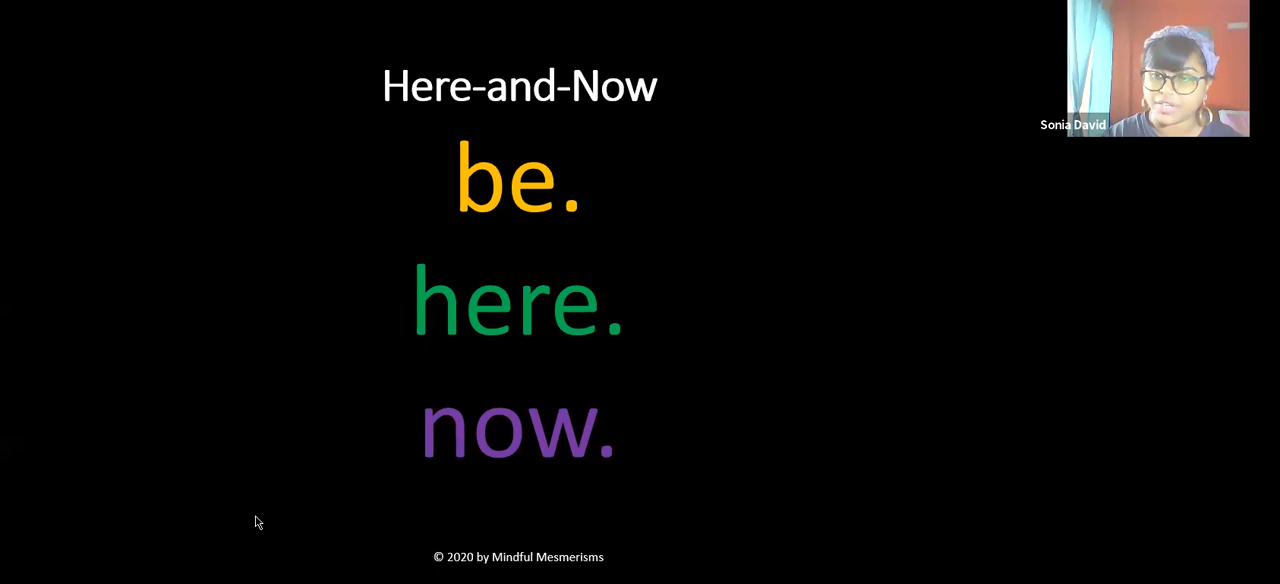 Here-and-Now
be.
here.
now.
Sonia David
© 2020 by Mindful Mesmerisms